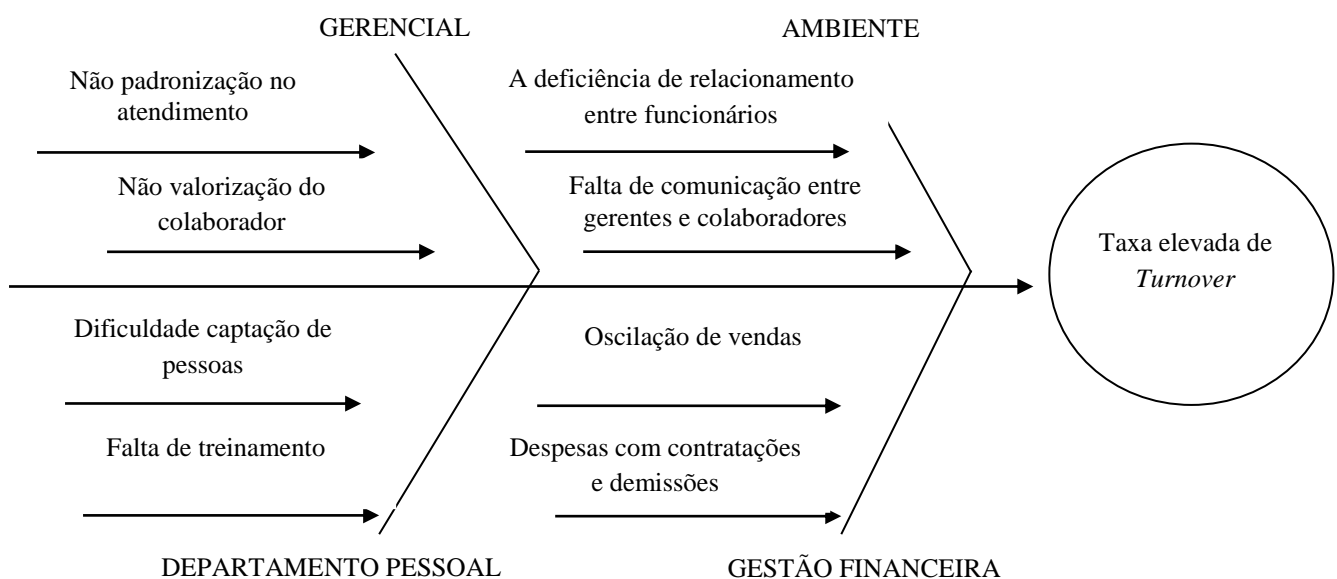 GERENCIAL
AMBIENTE
Não padronização no
atendimento
A deficiência de relacionamento
entre funcionários
Não valorização do
colaborador
Falta de comunicação entre
gerentes e colaboradores
Taxa elevada de
Turnover
Dificuldade captação de
pessoas
Oscilação de vendas
Falta de treinamento
Despesas com contratações
e demissões
DEPARTAMENTO PESSOAL
GESTÃO FINANCEIRA